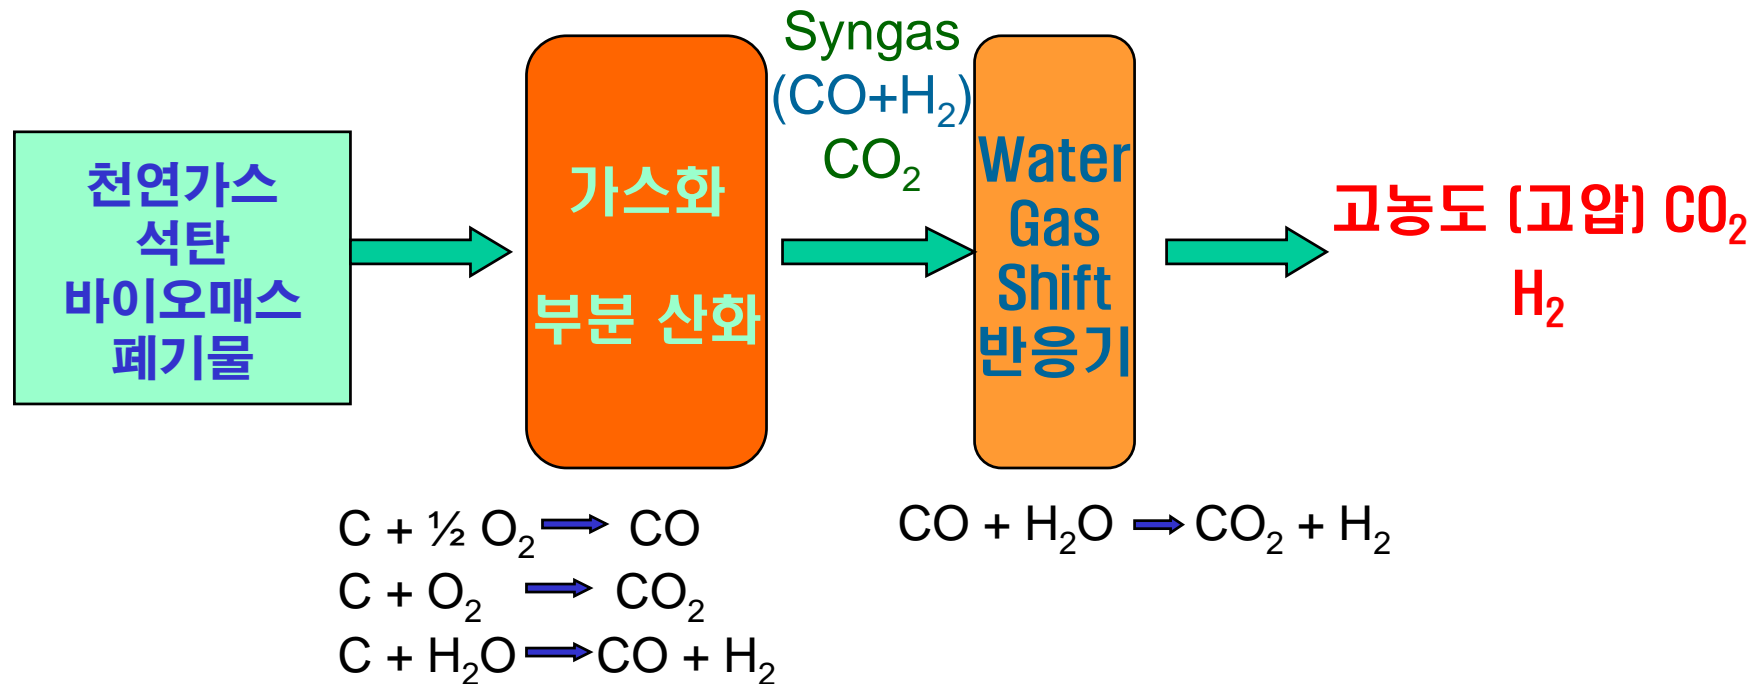 천연가스
석탄
바이오매스
폐기물
가스화
부분 산화
Syngas
(CO+H₂)
CO₂
Water
Gas
Shift
반응기
고농도 (고압) CO₂
H₂
C + ½ O₂ → CO
C + O₂ → CO₂
C + H₂O → CO + H₂
CO + H₂O → CO₂ + H₂